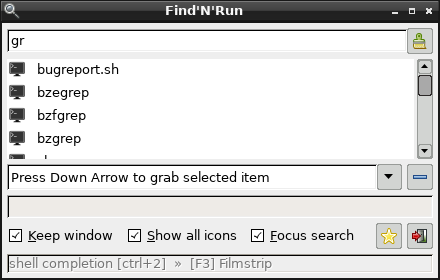 Find'N'Run
gr
bugreport.sh
bzegrep
bzfgrep
bzgrep
Press Down Arrow to grab selected item
Keep window Show all icons Focus search
shell completion [ctrl+2] » [F3] Filmstrip